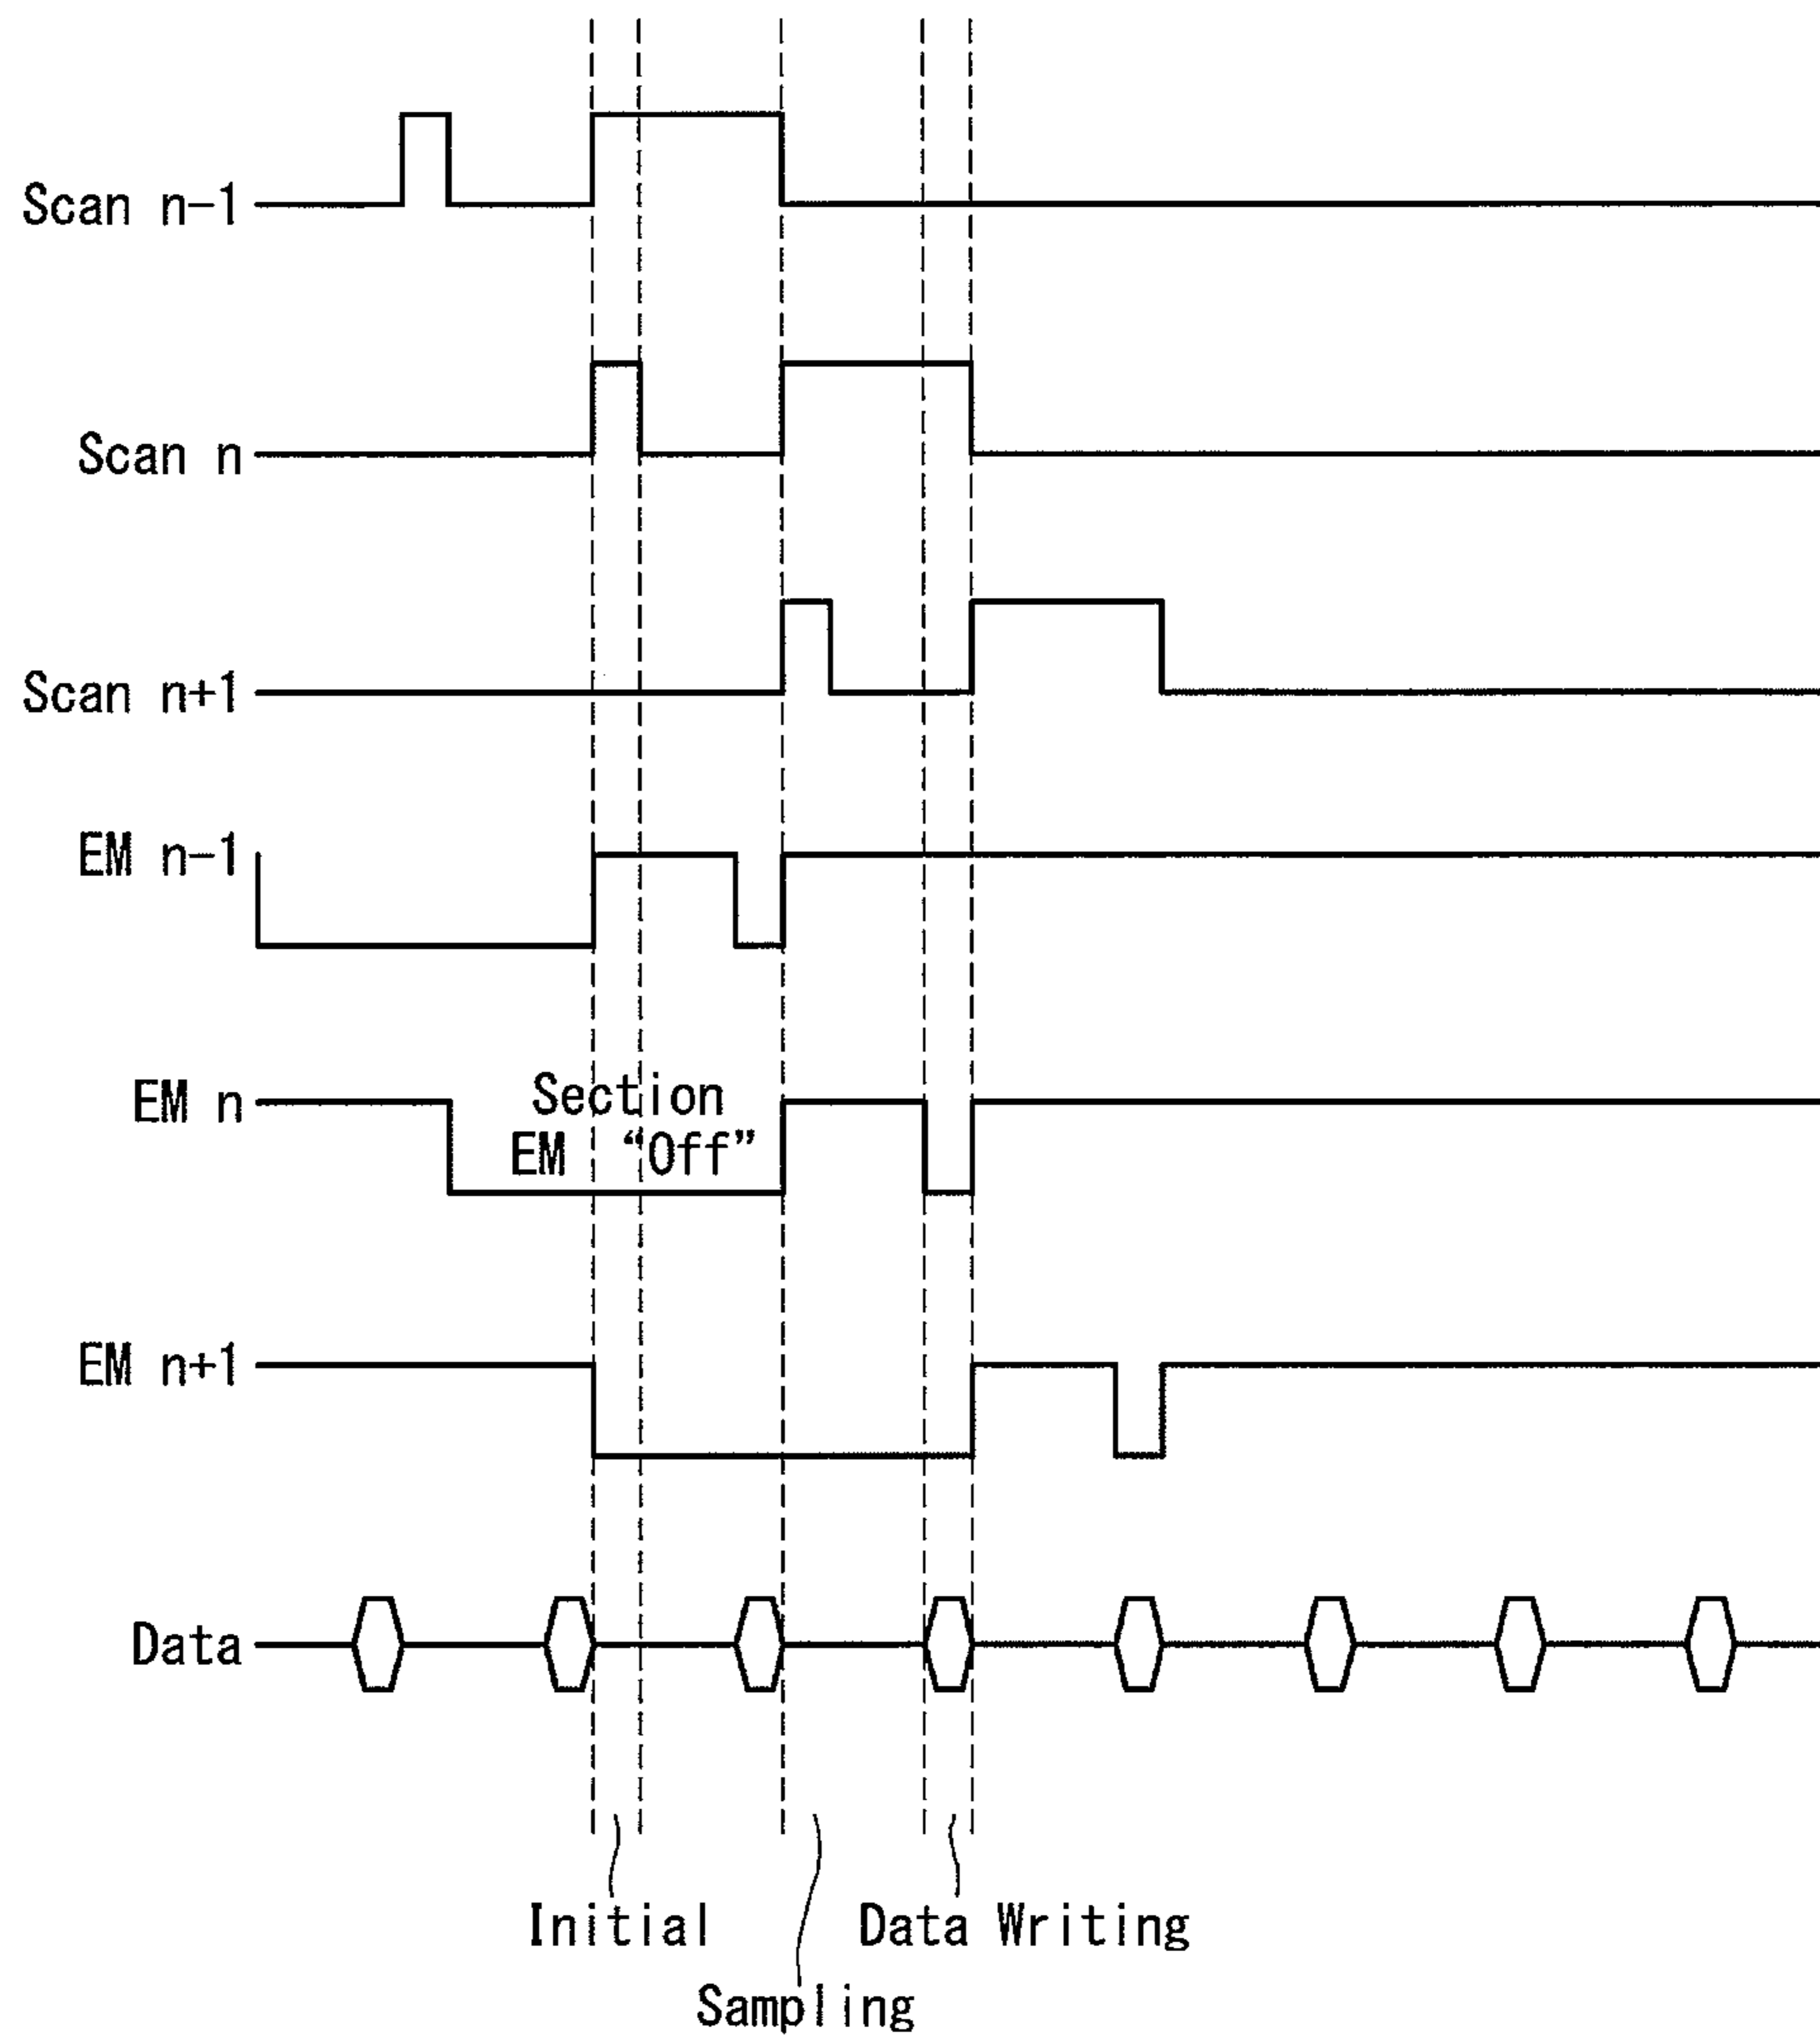 Scan n-1
Scan n
Scan n+1
EM n-1
EM n
Section
EM "Off"
EM n+1
Data
Initial
Data Writing
Sampling